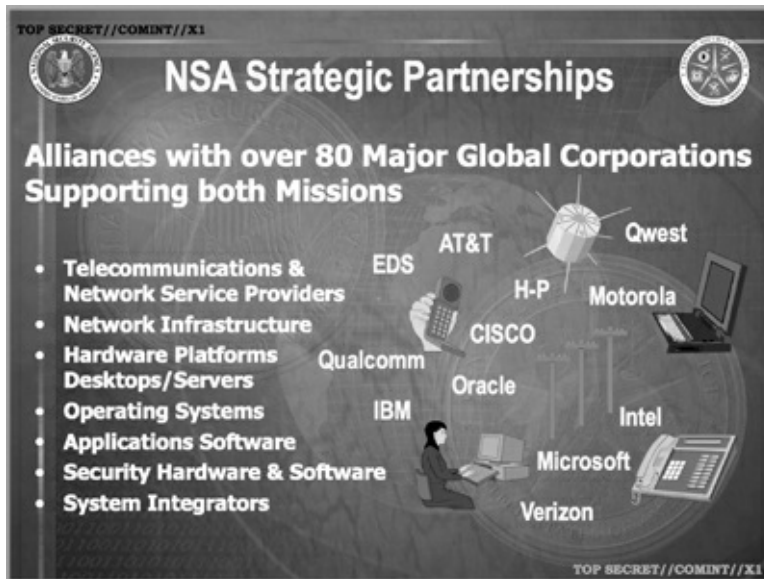 TOP SECRET//COMINT//X1
NSA Strategic Partnerships
Alliances with over 80 Major Global Corporations
Supporting both Missions
• Telecommunications &
Network Service Providers
• Network Infrastructure
• Hardware Platforms
Desktops/Servers
• Operating Systems
• Applications Software
• Security Hardware & Software
• System Integrators
AT&T
Qwest
EDS
H-P
Motorola
CISCO
Qualcomm
Oracle
IBM
Intel
Microsoft
Verizon
TOP SECRET//COMINT//X1